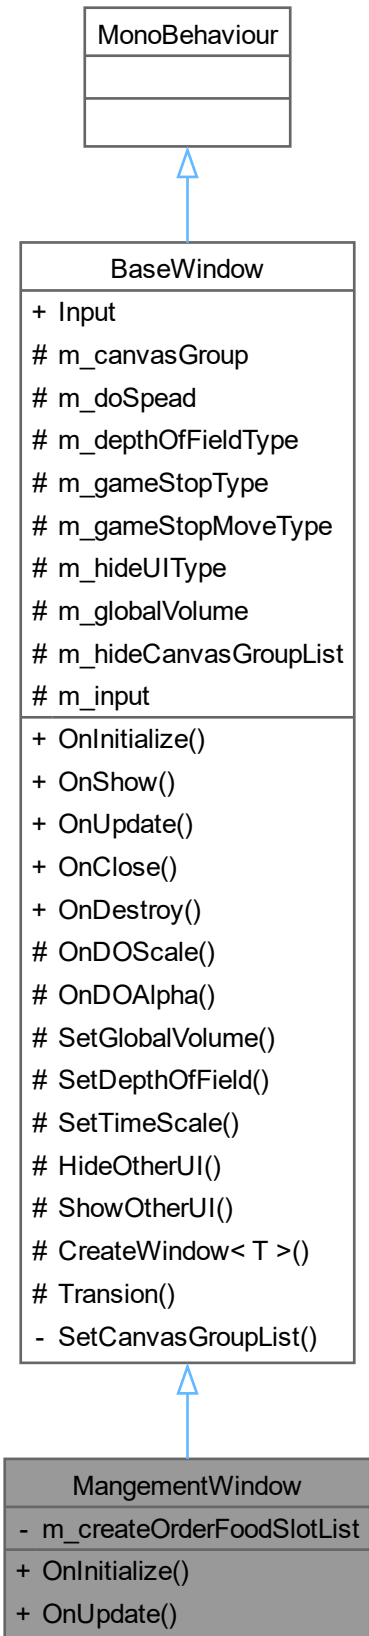 MonoBehaviour
BaseWindow
+ Input
# m_canvasGroup
# m_doSpead
# m_depthOfFieldType
# m_gameStopType
# m_gameStopMoveType
# m_hideUIType
# m_globalVolume
# m_hideCanvasGroupList
# m_input
+ OnInitialize()
+ OnShow()
+ OnUpdate()
+ OnClose()
+ OnDestroy()
# OnDOScale()
# OnDOAlpha()
# SetGlobalVolume()
# SetDepthOfField()
# SetTimeScale()
# HideOtherUI()
# ShowOtherUI()
# CreateWindow< T >()
# Transion()
- SetCanvasGroupList()
MangementWindow
- m_createOrderFoodSlotList
+ OnInitialize()
+ OnUpdate()